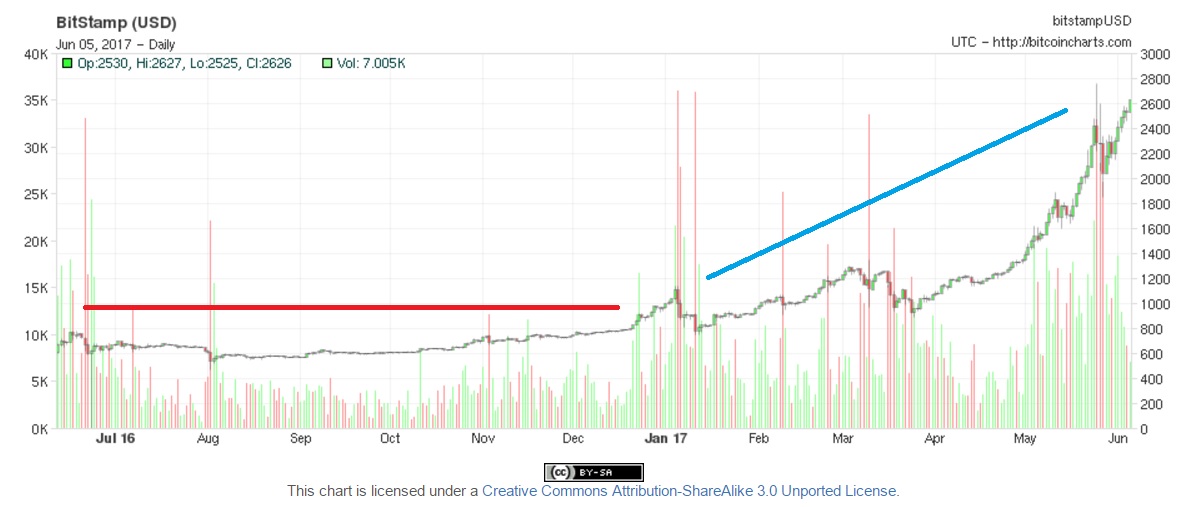 BitStamp (USD)
bitstampUSD
Jun 05, 2017 - Daily
UTC - http://bitcoincharts.com
Op:2530, Hi:2627, Lo:2525, Cl:2626 Vol: 7.005K
40K
35K
30K
25K
20K
15K
10K
5K
0K
3000
2800
2600
2400
2200
2000
1800
1600
1400
1200
1000
800
600
400
200
0
Jul 16 Aug Sep Oct Nov Dec Jan 17 Feb Mar Apr May Jun
(cc) BY-SA
This chart is licensed under a Creative Commons Attribution-ShareAlike 3.0 Unported License.